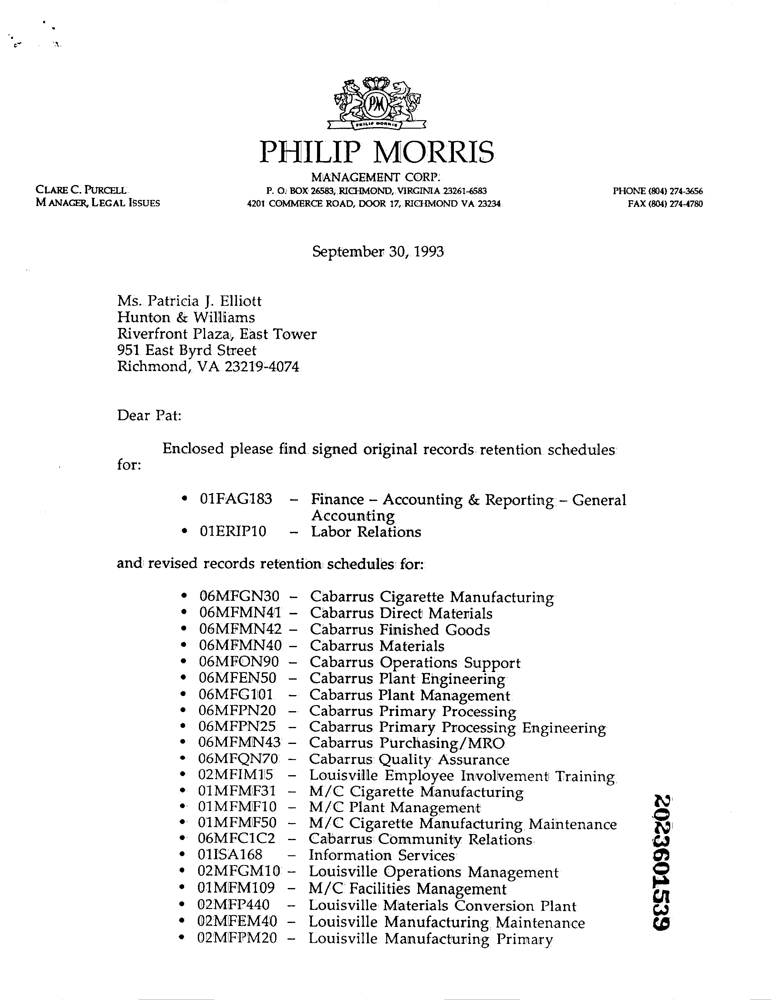 PM
PHILIP MORRIS
PHILIP MORRIS
MANAGEMENT CORP.
CLARE C. PURCELL
MANAGER, LEGAL ISSUES
P. O. BOX 26583, RICHMOND, VIRGINIA 23261-6583
4201 COMMERCE ROAD, DOOR 17, RICHMOND VA 23234
PHONE (804) 274-3656
FAX (804) 274-4780
September 30, 1993
Ms. Patricia J. Elliott
Hunton & Williams
Riverfront Plaza, East Tower
951 East Byrd Street
Richmond, VA 23219-4074
Dear Pat:
Enclosed please find signed original records retention schedules
for:
• 01FAG183 – Finance – Accounting & Reporting – General
Accounting
• 01ERIP10 – Labor Relations
and revised records retention schedules for:
• 06MFGN30 – Cabarrus Cigarette Manufacturing
• 06MFMN41 – Cabarrus Direct Materials
• 06MFMN42 – Cabarrus Finished Goods
• 06MFMN40 – Cabarrus Materials
• 06MFON90 – Cabarrus Operations Support
• 06MFEN50 – Cabarrus Plant Engineering
• 06MFG101 – Cabarrus Plant Management
• 06MFPN20 – Cabarrus Primary Processing
• 06MFPN25 – Cabarrus Primary Processing Engineering
• 06MFMN43 – Cabarrus Purchasing/MRO
• 06MFQN70 – Cabarrus Quality Assurance
• 02MFIM15 – Louisville Employee Involvement Training
• 01MFMF31 – M/C Cigarette Manufacturing
• 01MFMF10 – M/C Plant Management
• 01MFMF50 – M/C Cigarette Manufacturing Maintenance
• 06MFC1C2 – Cabarrus Community Relations
• 01ISA168 – Information Services
• 02MFGM10 – Louisville Operations Management
• 01MFM109 – M/C Facilities Management
• 02MFP440 – Louisville Materials Conversion Plant
• 02MFEM40 – Louisville Manufacturing Maintenance
• 02MFPM20 – Louisville Manufacturing Primary
2023601539